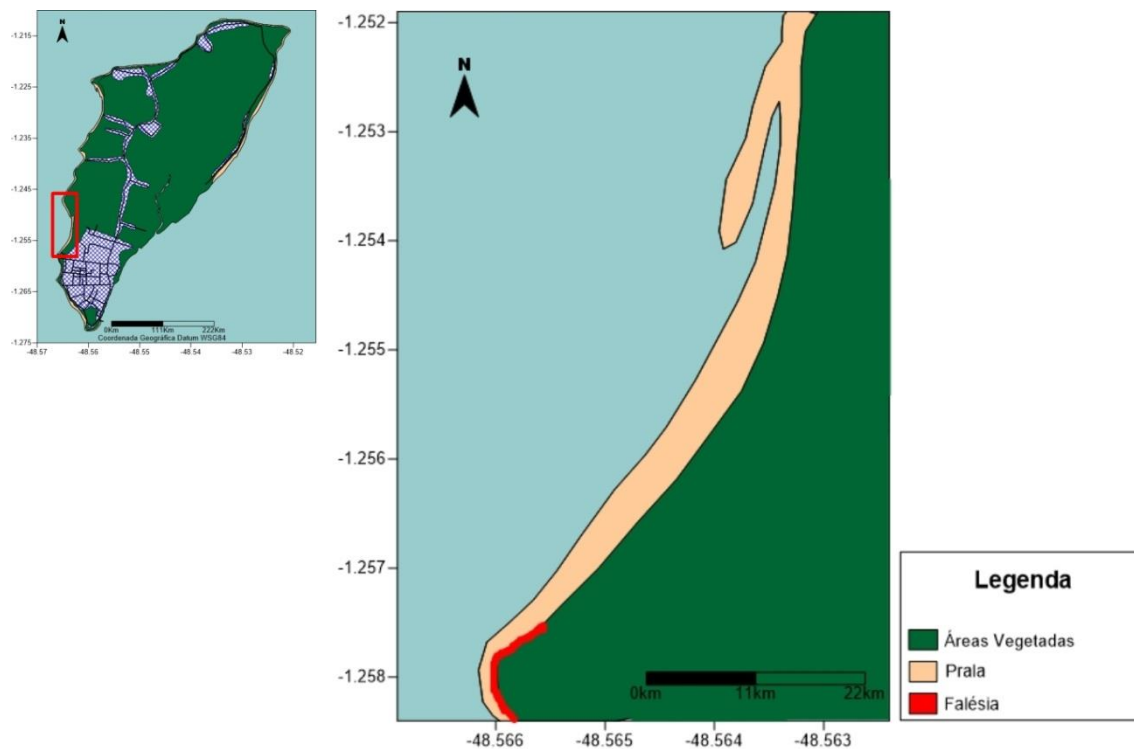 -1.215
-1.225
-1.235
-1.245
-1.255
-1.265
-1.275
N
0Km 111Km 222Km
Coordenada Geográfica Datum WSG84
-48.57 -48.56 -48.55 -48.54 -48.53 -48.52
-1.252
-1.253
-1.254
-1.255
-1.256
-1.257
-1.258
N
0km 11km 22km
-48.566 -48.565 -48.564 -48.563
Legenda
Áreas Vegetadas
Praia
Falésia